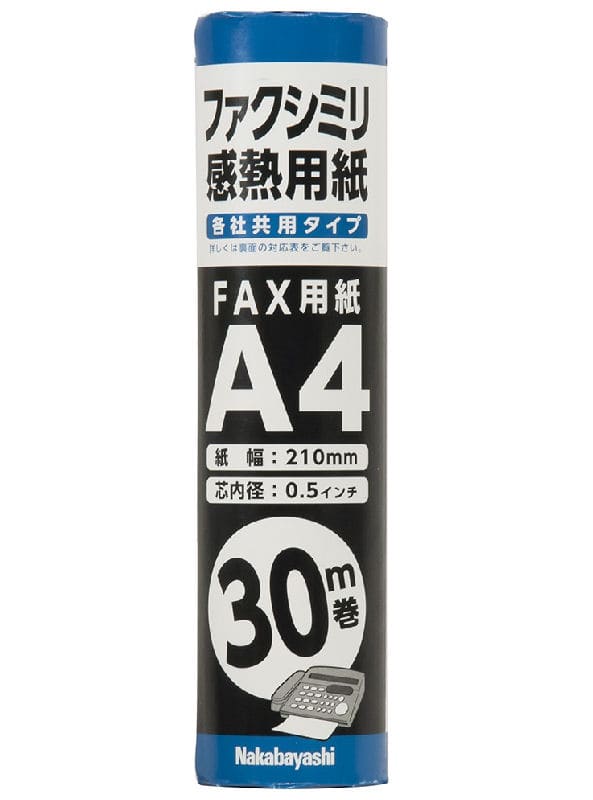 ファクシミリ
感熱用紙
各社共用タイプ
詳しくは裏面の対応表をご覧下さい。
FAX用紙
A4
紙 幅：210mm
芯内径：0.5インチ
30m巻
Nakabayashi